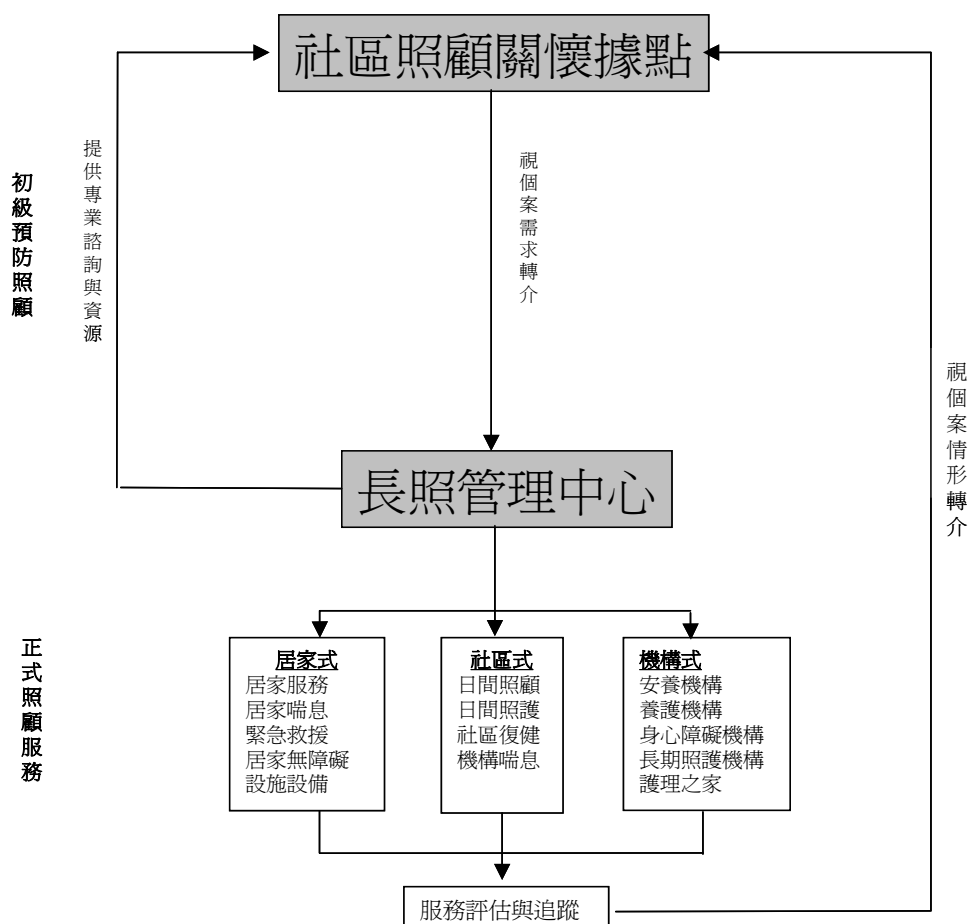 社區照顧關懷據點
提供專業諮詢與資源
視個案需求轉介
初級預防照顧
視個案情形轉介
長照管理中心
正式照顧服務
居家式
居家服務
居家喘息
緊急救援
居家無障礙
設施設備
社區式
日間照顧
日間照護
社區復健
機構喘息
機構式
安養機構
養護機構
身心障礙機構
長期照護機構
護理之家
服務評估與追蹤